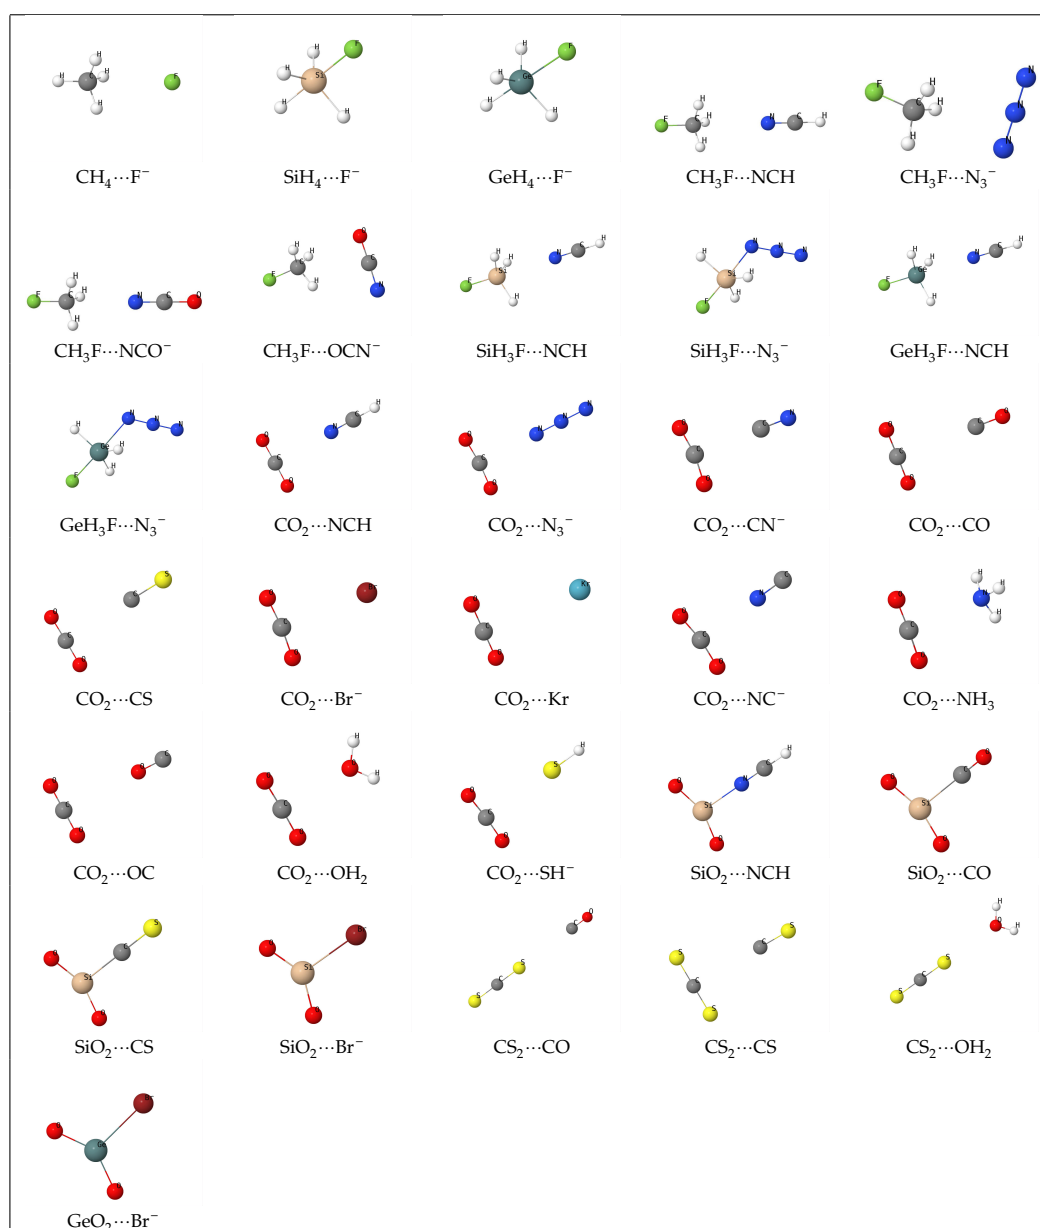 CH₄···F⁻ SiH₄···F⁻ GeH₄···F⁻ CH₃F···NCH CH₃F···N₃⁻
CH₃F···NCO⁻ CH₃F···OCN⁻ SiH₃F···NCH SiH₃F···N₃⁻ GeH₃F···NCH
GeH₃F···N₃⁻ CO₂···NCH CO₂···N₃⁻ CO₂···CN⁻ CO₂···CO
CO₂···CS CO₂···Br⁻ CO₂···Kr CO₂···NC⁻ CO₂···NH₃
CO₂···OC CO₂···OH₂ CO₂···SH⁻ SiO₂···NCH SiO₂···CO
SiO₂···CS SiO₂···Br⁻ CS₂···CO CS₂···CS CS₂···OH₂
GeO₂···Br⁻